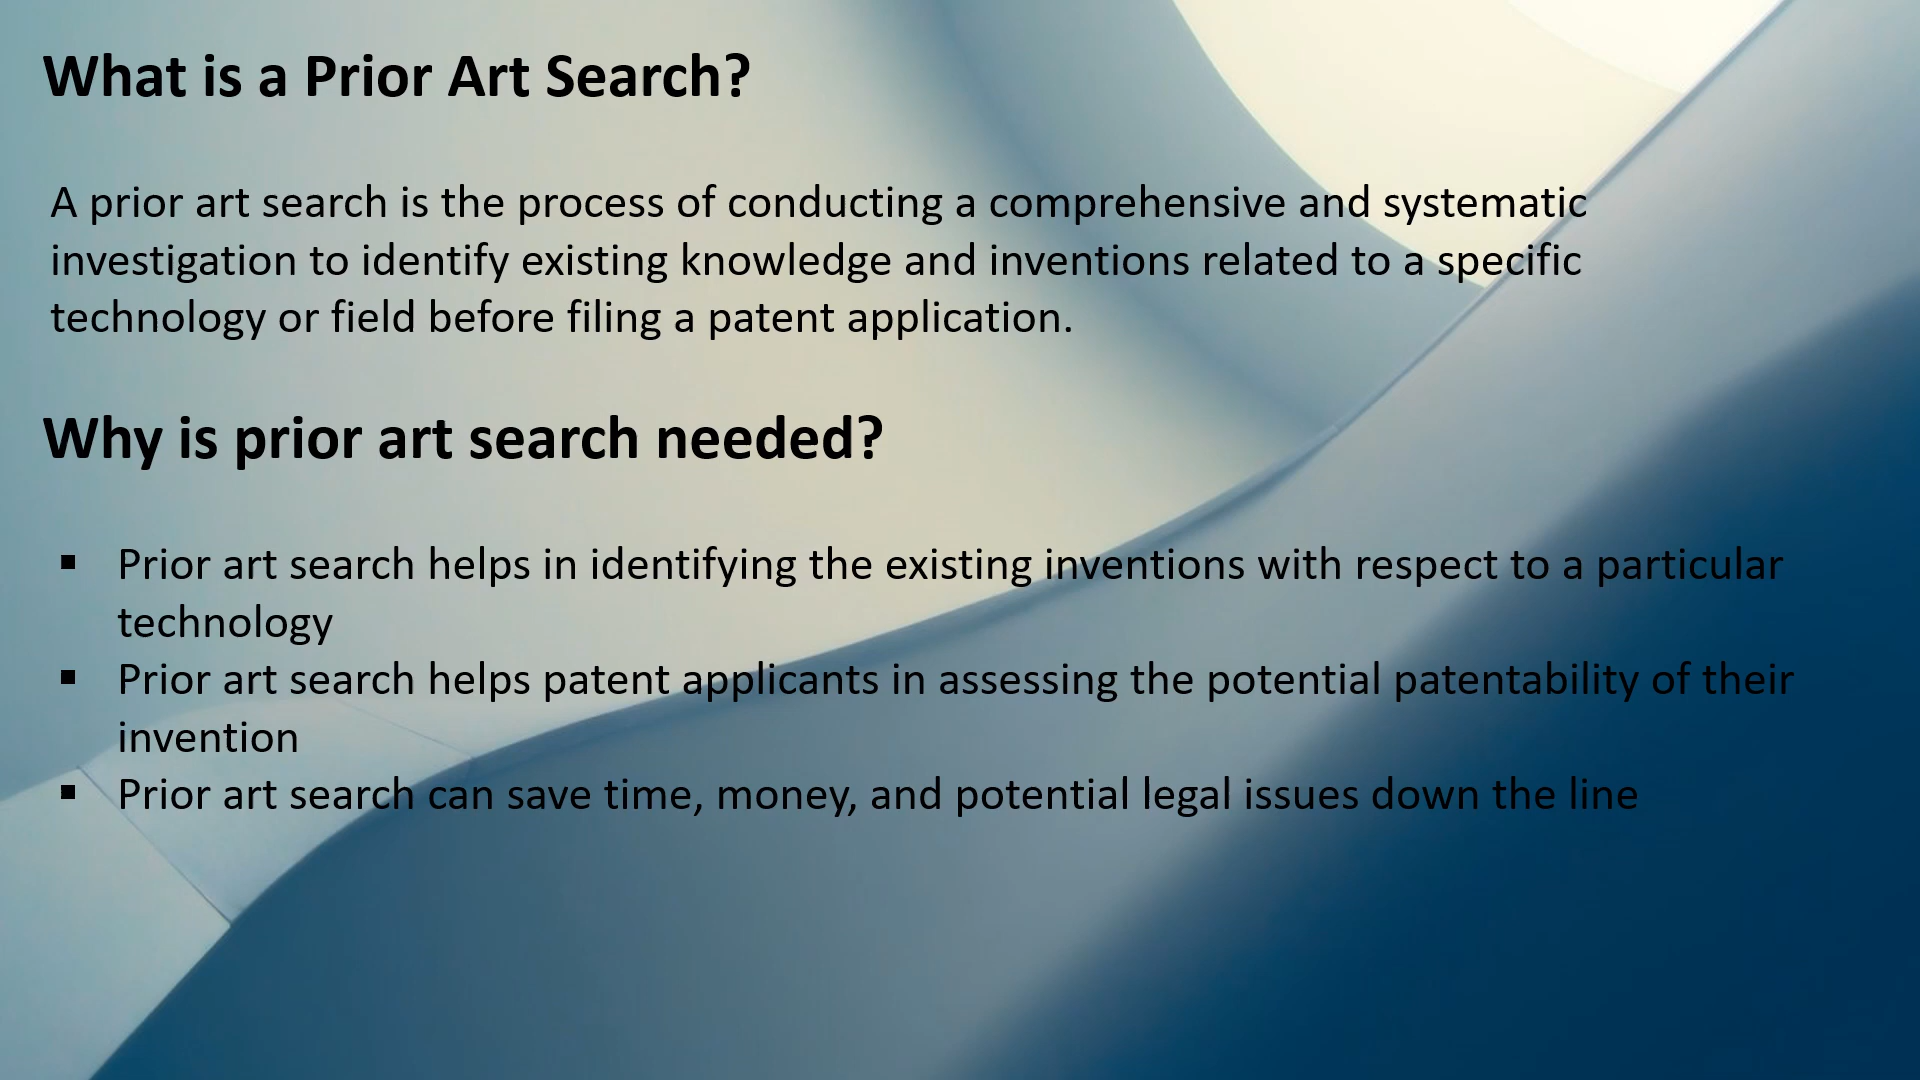 What is a Prior Art Search?
A prior art search is the process of conducting a comprehensive and systematic
investigation to identify existing knowledge and inventions related to a specific
technology or field before filing a patent application.
Why is prior art search needed?
▪ Prior art search helps in identifying the existing inventions with respect to a particular
technology
▪ Prior art search helps patent applicants in assessing the potential patentability of their
invention
▪ Prior art search can save time, money, and potential legal issues down the line